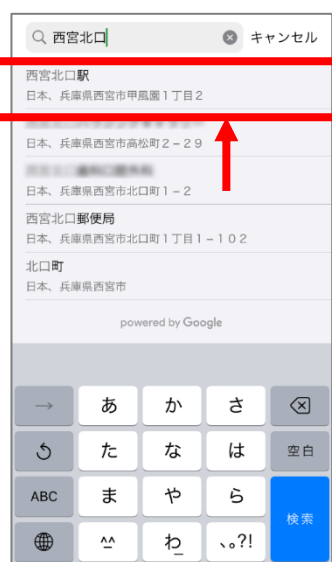 西宮北口
キャンセル
西宮北口駅
日本、兵庫県西宮市甲風園1丁目2
日本、兵庫県西宮市高松町2−29
日本、兵庫県西宮市北口町1−2
西宮北口郵便局
日本、兵庫県西宮市北口町1丁目1−102
北口町
日本、兵庫県西宮市
powered by Google
→ あ か さ
た な は 空白
ABC ま や ら
検索
^^ わ_ 、。?!